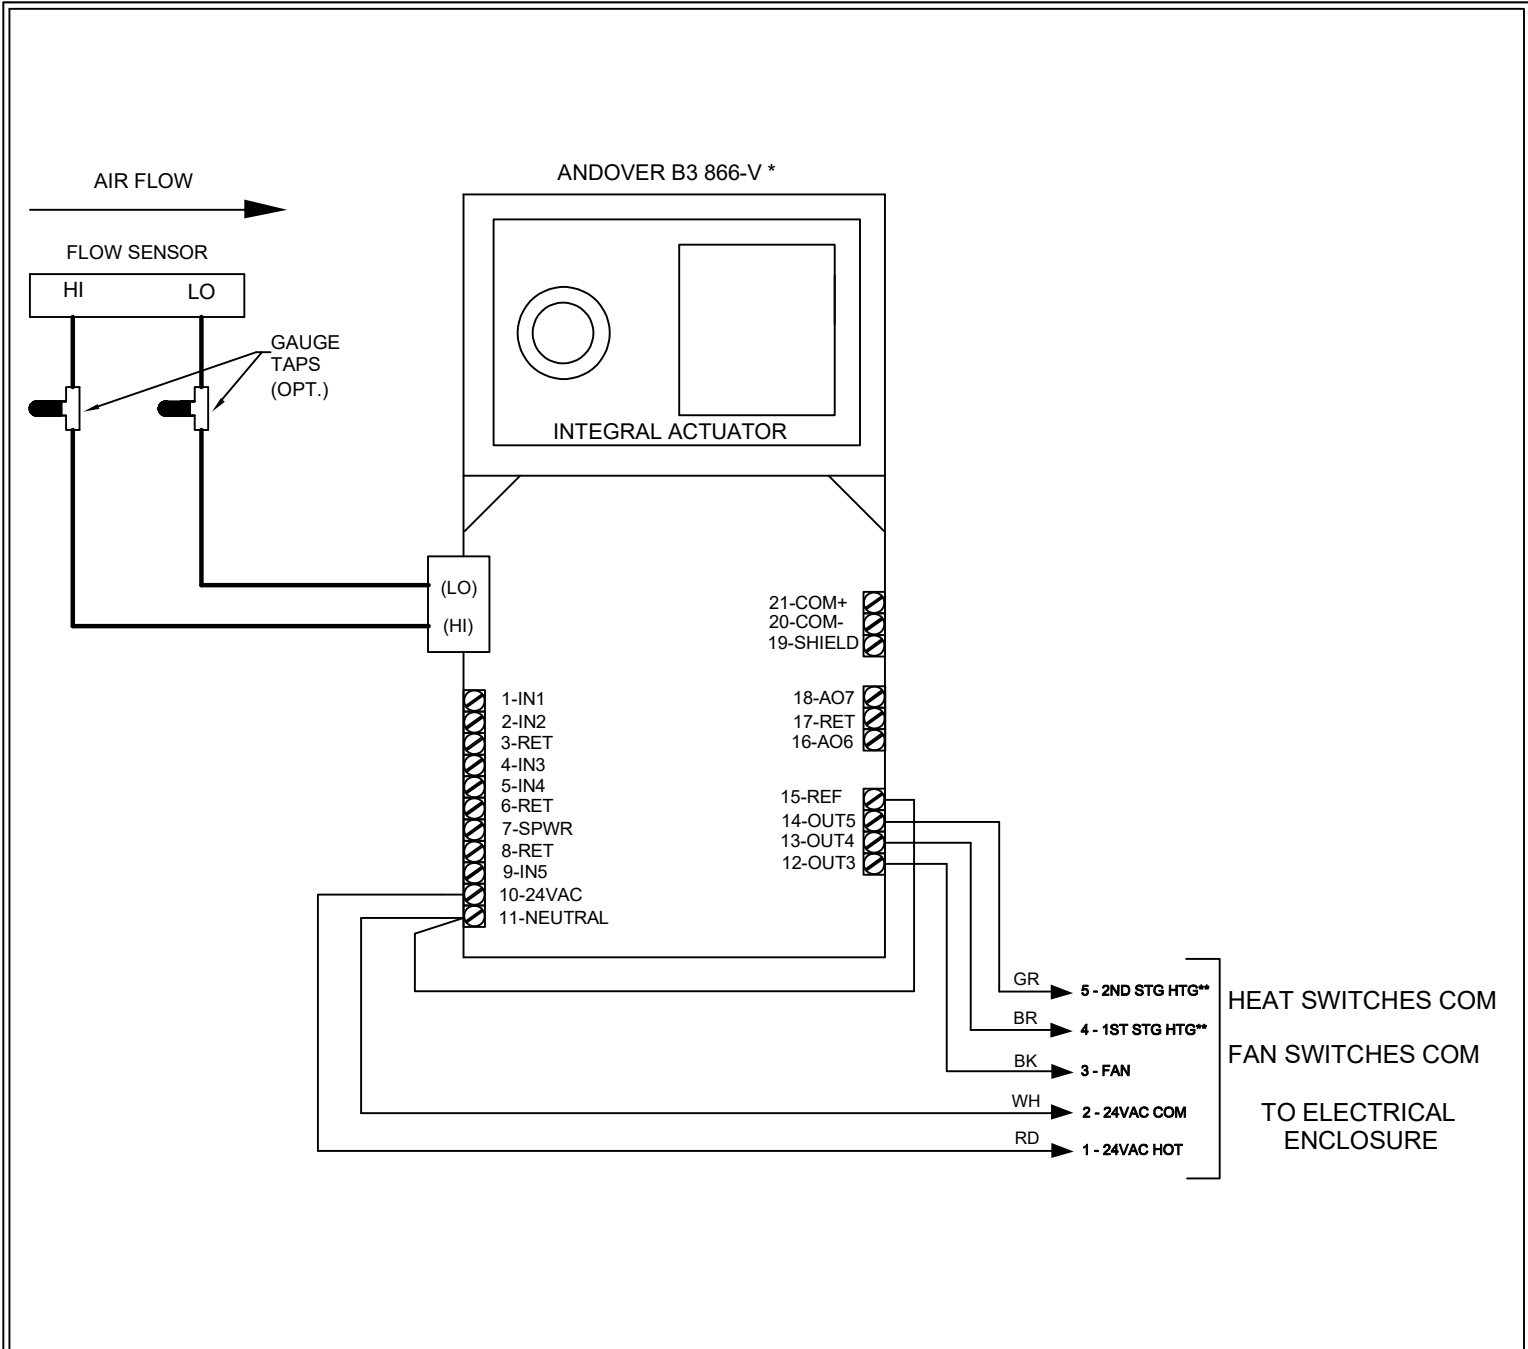 ANDOVER B3 866-V *
AIR FLOW
FLOW SENSOR
HI
LO
GAUGE
TAPS
(OPT.)
INTEGRAL ACTUATOR
(LO)
(HI)
21-COM+
20-COM-
19-SHIELD
1-IN1
2-IN2
3-RET
4-IN3
5-IN4
6-RET
7-SPWR
8-RET
9-IN5
10-24VAC
11-NEUTRAL
18-AO7
17-RET
16-AO6
15-REF
14-OUT5
13-OUT4
12-OUT3
GR
5 - 2ND STG HTG**
BR
4 - 1ST STG HTG**
BK
3 - FAN
WH
2 - 24VAC COM
RD
1 - 24VAC HOT
HEAT SWITCHES COM
FAN SWITCHES COM
TO ELECTRICAL
ENCLOSURE